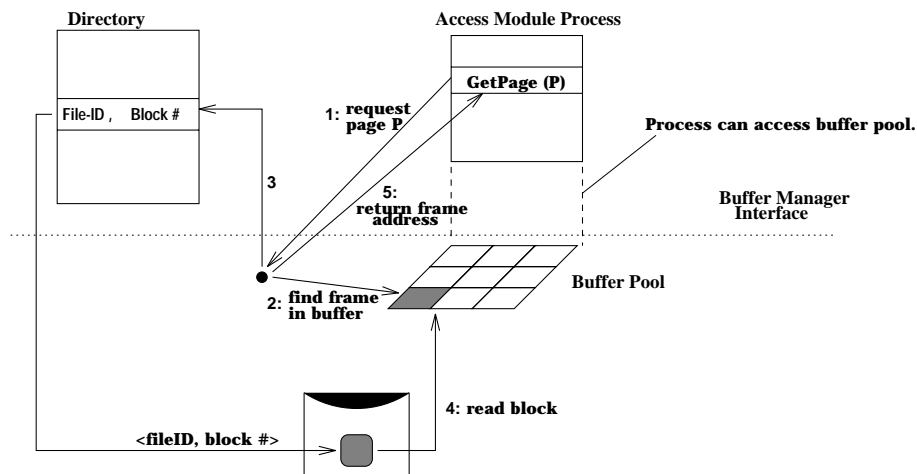 Directory
Access Module Process
GetPage (P)
File-ID ,    Block #
1: request
page P
Process can access buffer pool.
3
5:
return frame
address
Buffer Manager
Interface
Buffer Pool
2: find frame
in buffer
4: read block
<fileID, block #>